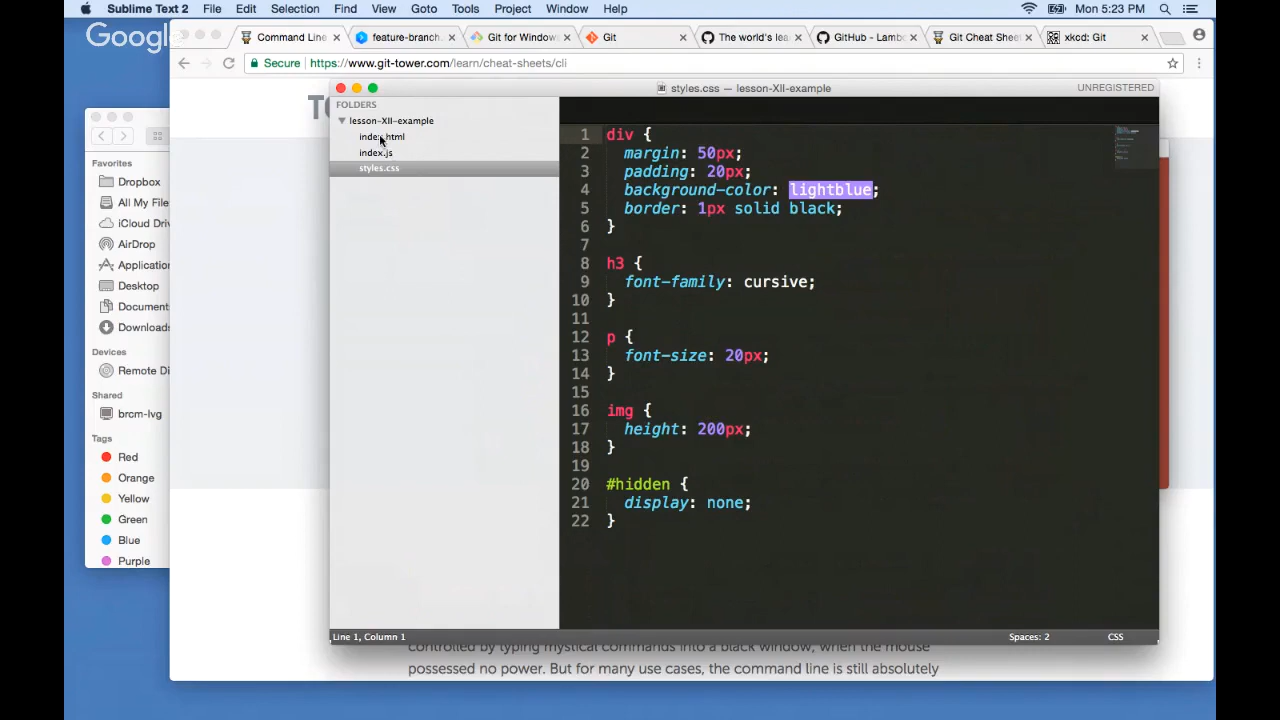 Sublime Text 2 File Edit Selection Find View Goto Tools Project Window Help Mon 5:23 PM
Google
Command Line feature-branch. Git for Windows Git The world's lea GitHub - Lamb Git Cheat Shee xkcd: Git
Secure https://www.git-tower.com/learn/cheat-sheets/cli
styles.css — lesson-XII-example UNREGISTERED
FOLDERS
lesson-XII-example
index.html
index.js
styles.css
Favorites
Dropbox
All My File
iCloud Driv
AirDrop
Application
Desktop
Document
Downloads
Devices
Remote Di
Shared
brcm-lvg
Tags
Red
Orange
Yellow
Green
Blue
Purple
1 div {
2 margin: 50px;
3 padding: 20px;
4 background-color: lightblue;
5 border: 1px solid black;
6 }
7
8 h3 {
9 font-family: cursive;
10 }
11
12 p {
13 font-size: 20px;
14 }
15
16 img {
17 height: 200px;
18 }
19
20 #hidden {
21 display: none;
22 }
Line 1, Column 1 Spaces: 2 CSS
controlled by typing mystical commands into a black window, when the mouse
possessed no power. But for many use cases, the command line is still absolutely